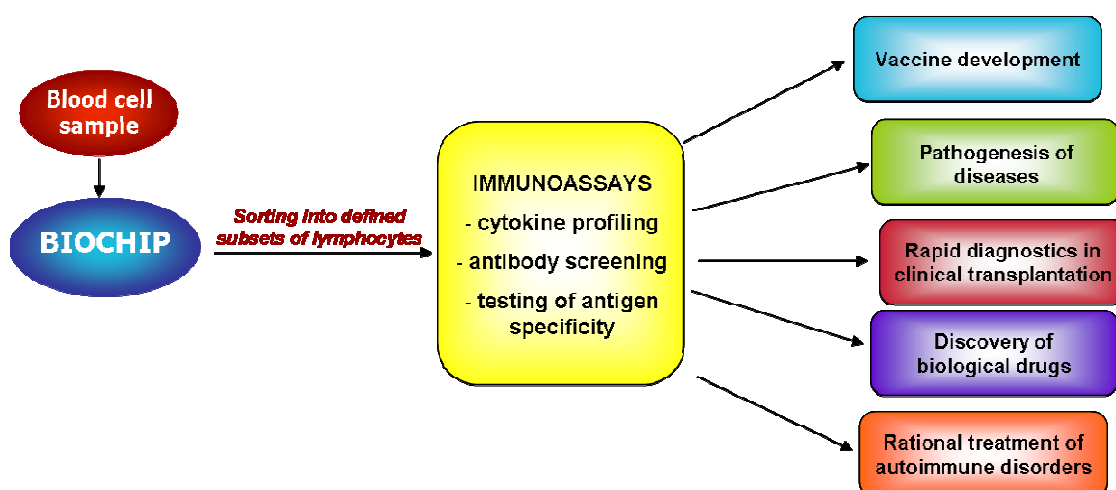 Blood cell
sample
BIOCHIP
Sorting into defined
subsets of lymphocytes
IMMUNOASSAYS
- cytokine profiling
- antibody screening
- testing of antigen
specificity
Vaccine development
Pathogenesis of
diseases
Rapid diagnostics in
clinical transplantation
Discovery of
biological drugs
Rational treatment of
autoimmune disorders